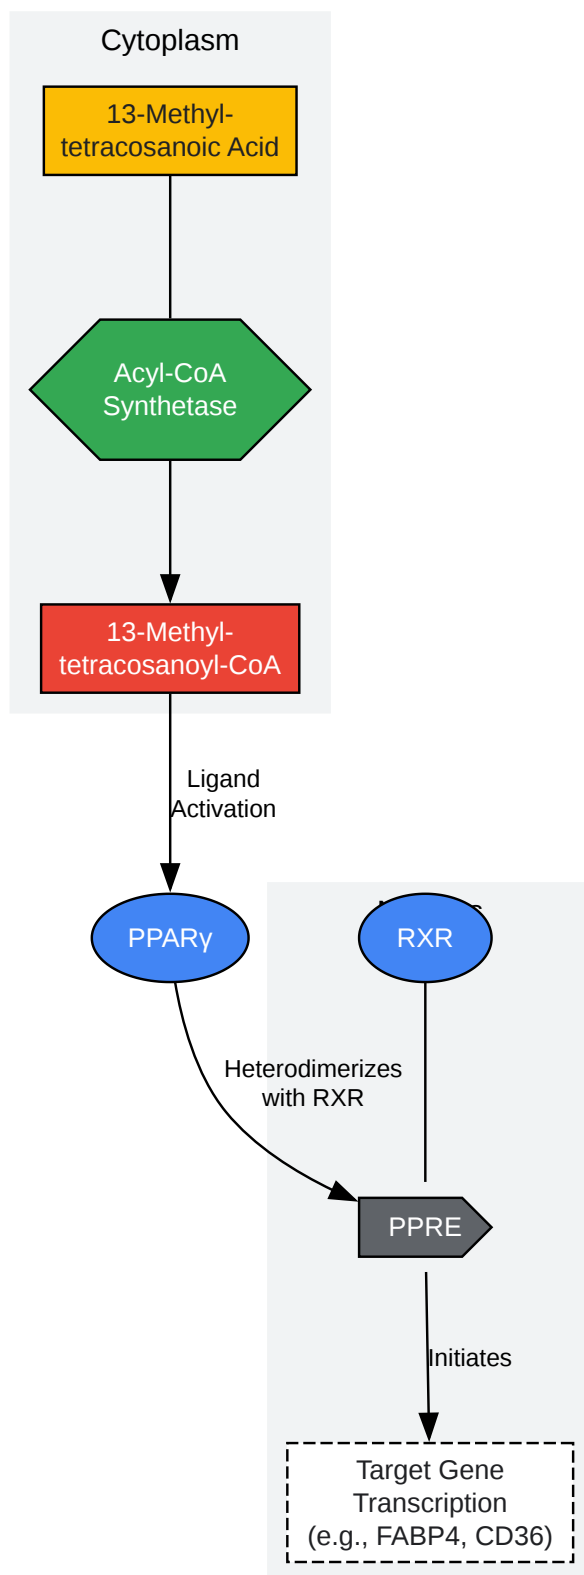 Cytoplasm
13-Methyl-
tetracosanoic Acid
Acyl-CoA
Synthetase
13-Methyl-
tetracosanoyl-CoA
Ligand
Activation
PPARγ
RXR
Heterodimerizes
with RXR
PPRE
Initiates
Target Gene
Transcription
(e.g., FABP4, CD36)